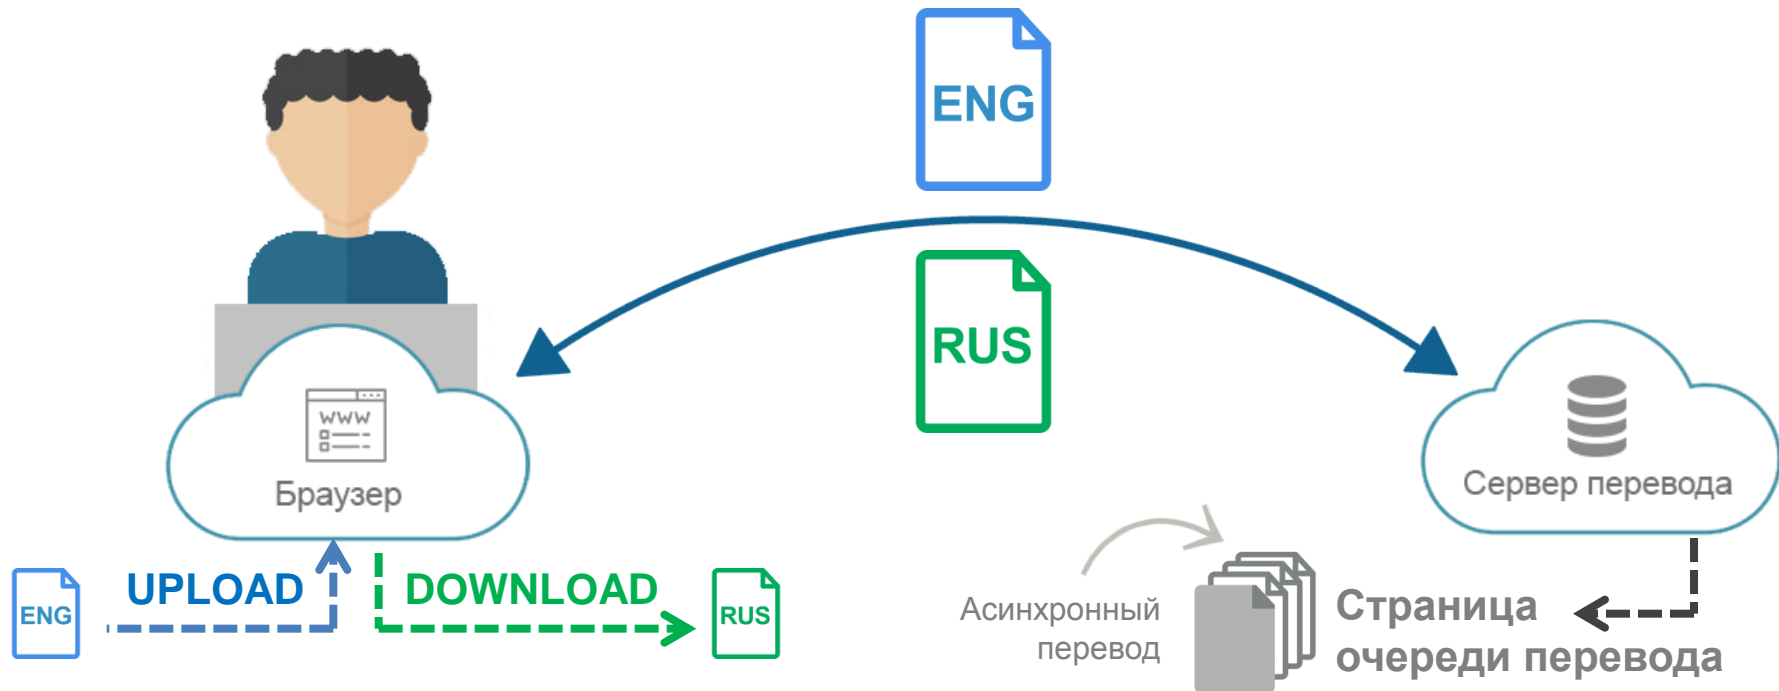 ENG
RUS
www
Браузер
Сервер перевода
UPLOAD
DOWNLOAD
ENG
RUS
Асинхронный
перевод
Страница
очереди перевода